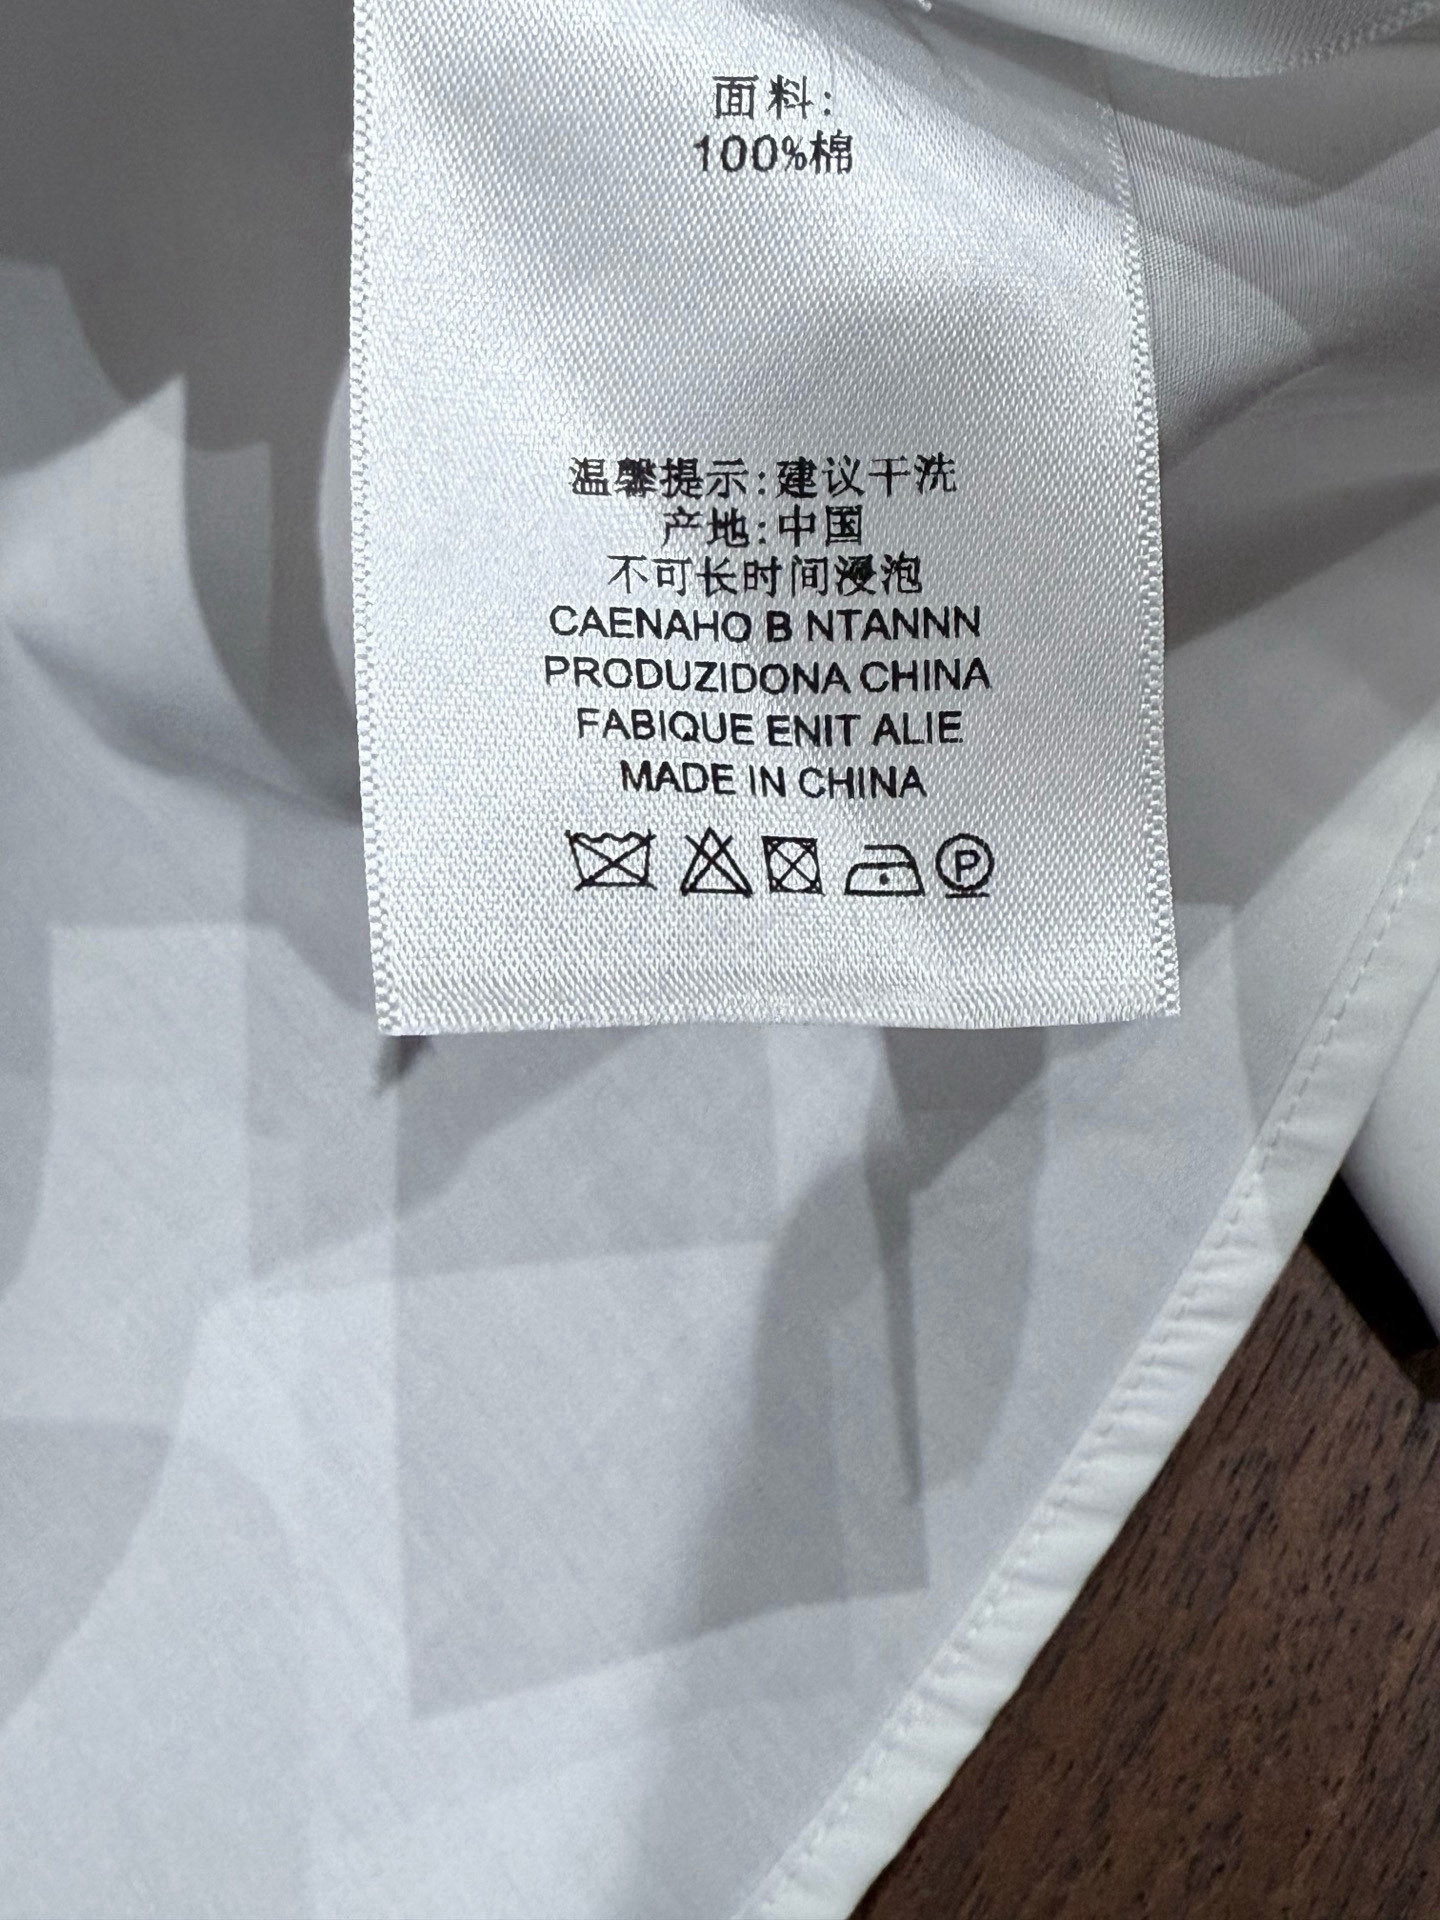 面料:
100%棉
温馨提示:建议干洗
产地:中国
不可长时间浸泡
CAENAHO B NTANNN
PRODUZIDONA CHINA
FABIQUE ENIT ALIE
MADE IN CHINA
P